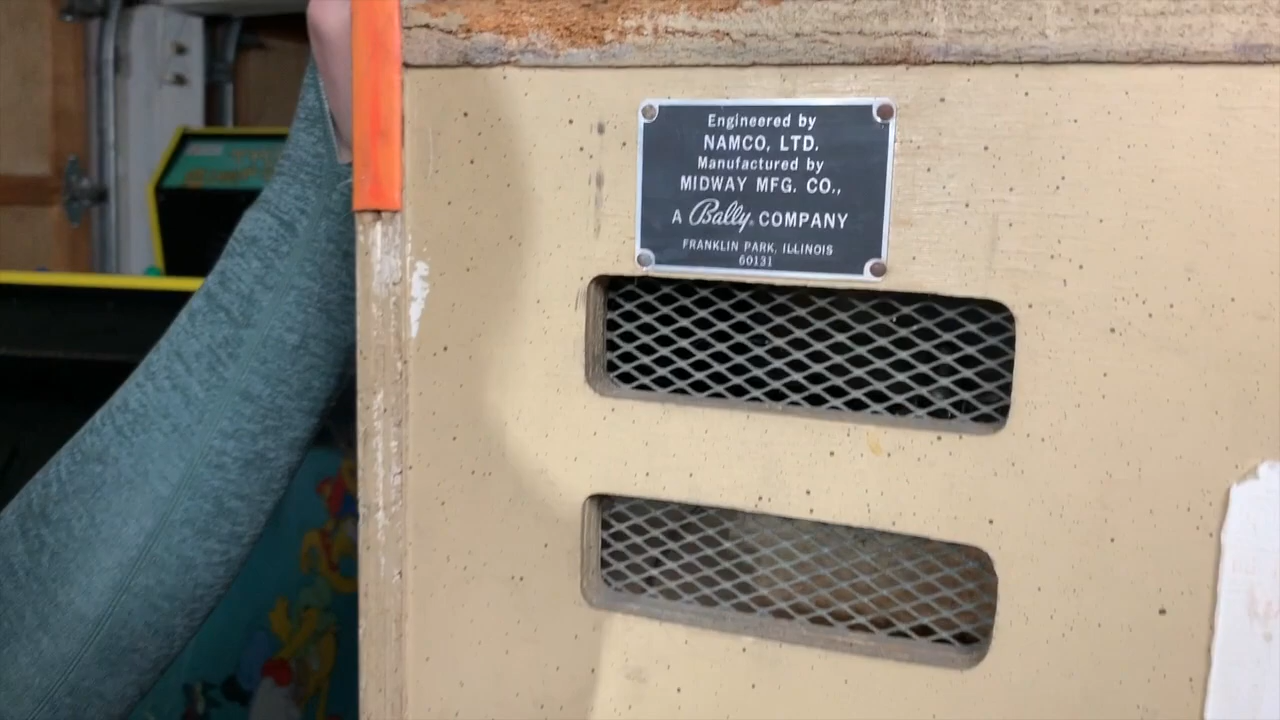 Engineered by
NAMCO, LTD.
Manufactured by
MIDWAY MFG. CO.,
A Bally® COMPANY
FRANKLIN PARK, ILLINOIS
60131